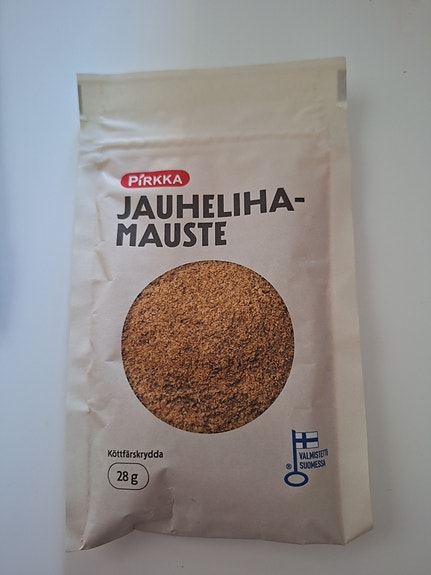 PIRKKA
JAUHELIHA-
MAUSTE
Köttfärskrydda
28 g
VALMISTETTU
SUOMESSA
®